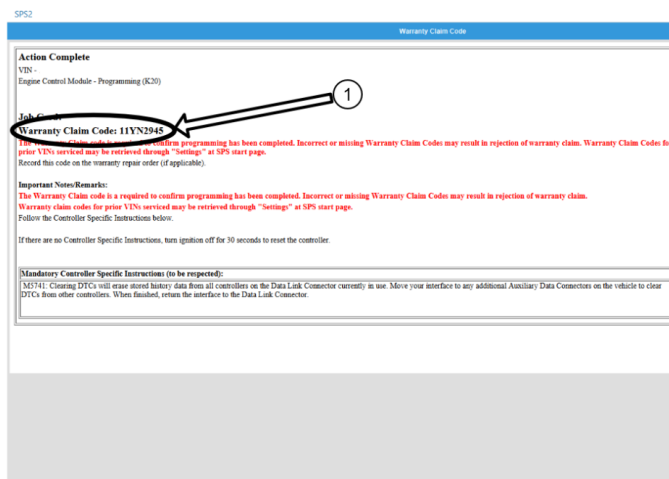 SPS2
Warranty Claim Code
Action Complete
VIN -
Engine Control Module - Programming (K20)
1
Warranty Claim Code: 11YN2945
The Warranty Claim code is required to confirm programming has been completed. Incorrect or missing Warranty Claim Codes may result in rejection of warranty claim. Warranty Claim Codes fo
prior VINs serviced may be retrieved through "Settings" at SPS start page.
Record this code on the warranty repair order (if applicable).
Important Notes/Remarks:
The Warranty Claim code is a required to confirm programming has been completed. Incorrect or missing Warranty Claim Codes may result in rejection of warranty claim.
Warranty claim codes for prior VINs serviced may be retrieved through "Settings" at SPS start page.
Follow the Controller Specific Instructions below.
If there are no Controller Specific Instructions, turn ignition off for 30 seconds to reset the controller.
Mandatory Controller Specific Instructions (to be respected):
M5741: Clearing DTCs will erase stored history data from all controllers on the Data Link Connector currently in use. Move your interface to any additional Auxiliary Data Connectors on the vehicle to clear
DTCs from other controllers. When finished, return the interface to the Data Link Connector.